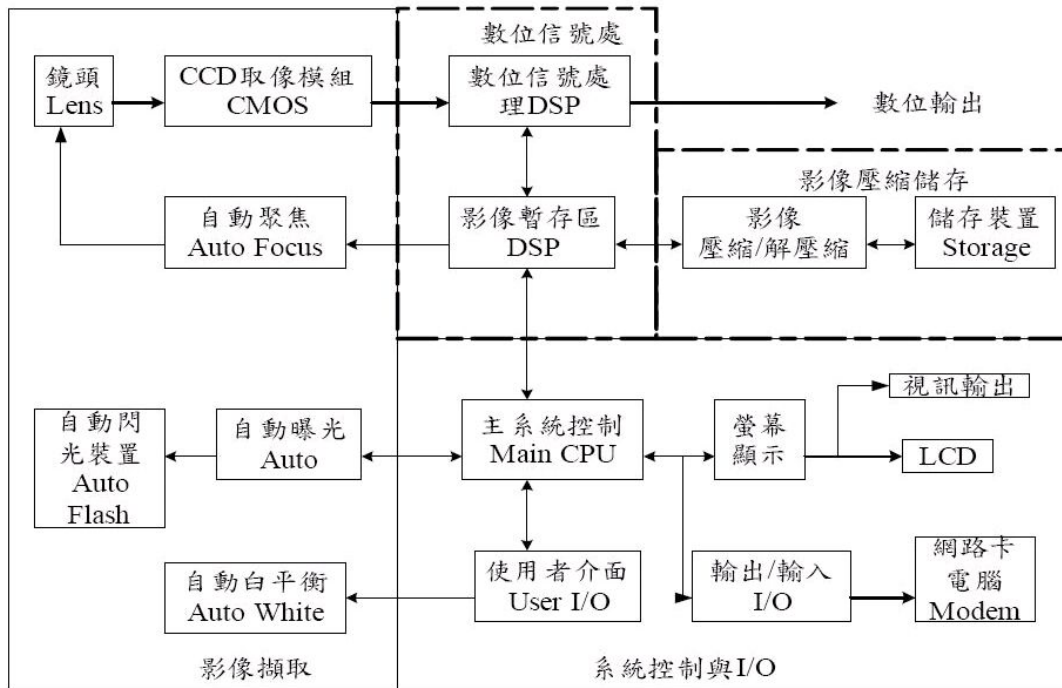 數位信號處
鏡頭
Lens
CCD取像模組
CMOS
數位信號處
理DSP
數位輸出
影像壓縮儲存
自動聚焦
Auto Focus
影像暫存區
DSP
影像
壓縮/解壓縮
儲存裝置
Storage
視訊輸出
自動閃
光裝置
Auto
Flash
自動曝光
Auto
主系統控制
Main CPU
螢幕
顯示
LCD
自動白平衡
Auto White
使用者介面
User I/O
輸出/輸入
I/O
網路卡
電腦
Modem
影像擷取
系統控制與I/O